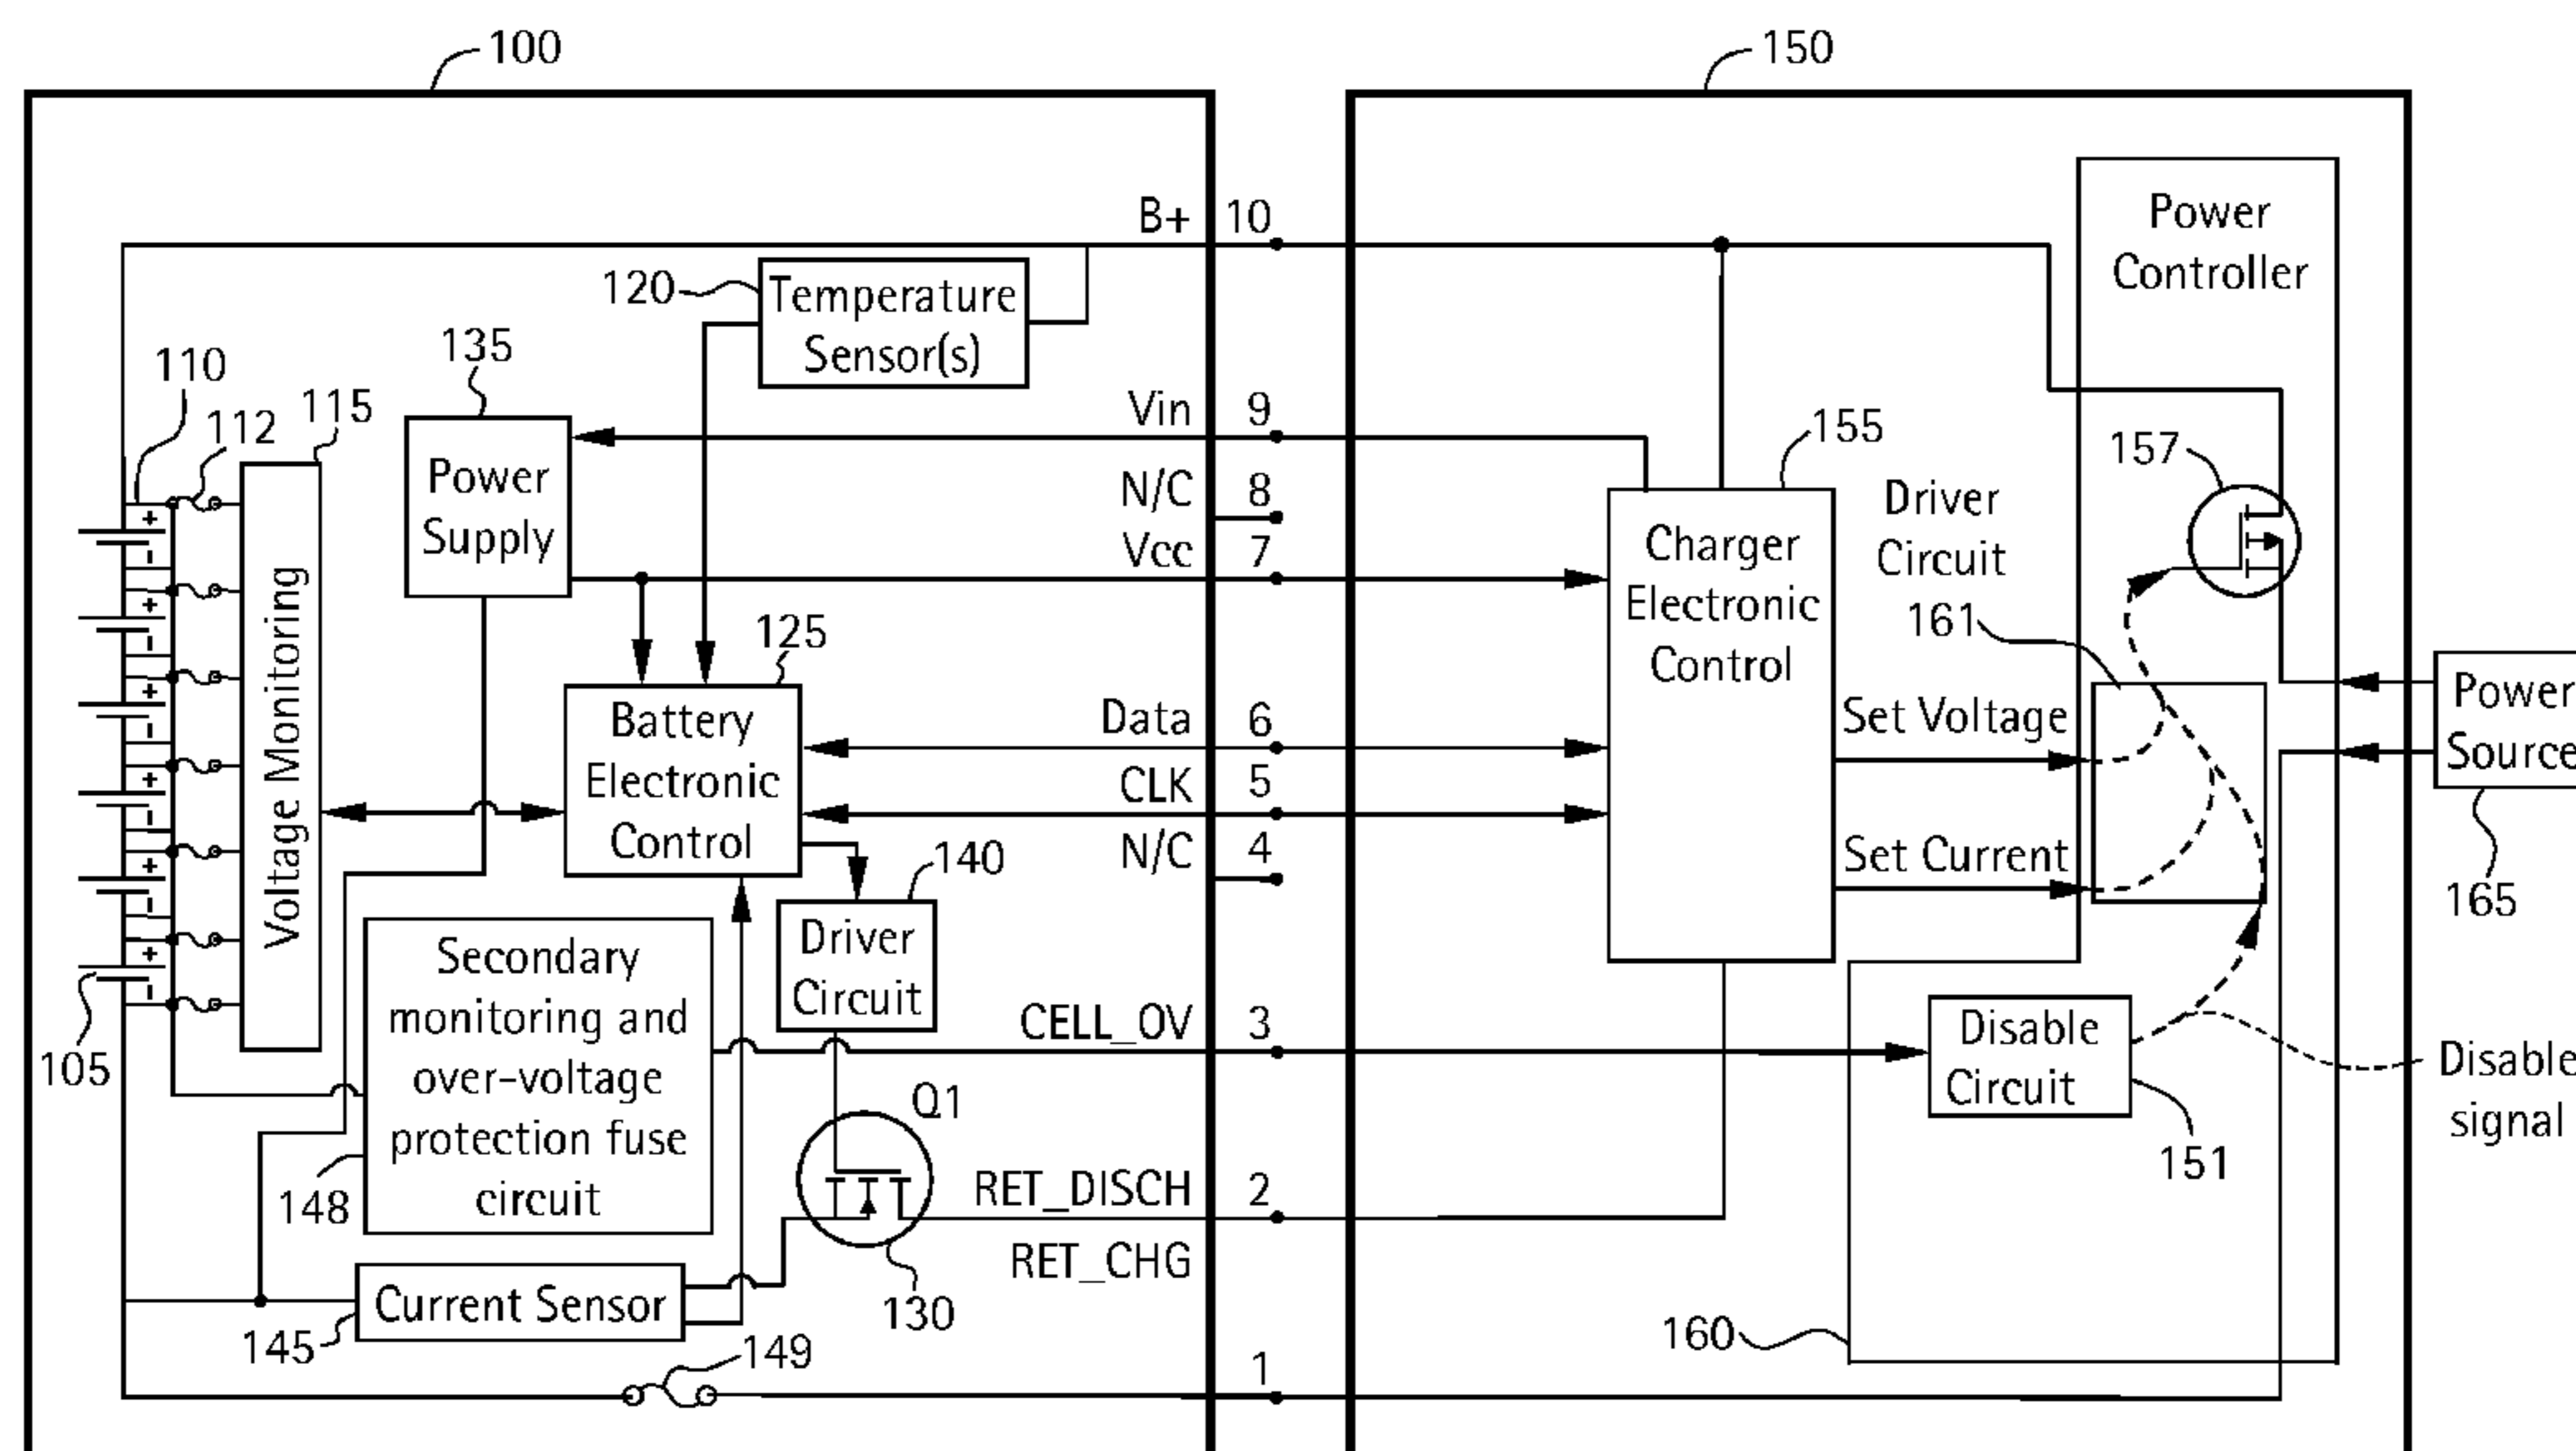 100
150
B+
10
Power
Controller
120
Temperature
Sensor(s)
135
110
112
115
Vin
9
155
157
Power
Supply
N/C
8
Driver
Circuit
Vcc
7
Charger
Electronic
Control
161
Voltage Monitoring
125
Battery
Electronic
Control
Data
6
Set Voltage
Power
Source
CLK
5
N/C
4
140
Set Current
165
Secondary
monitoring and
over-voltage
protection fuse
circuit
Driver
Circuit
105
CELL_OV
3
Disable
Circuit
Disable
signal
Q1
151
148
RET_DISCH
2
RET_CHG
130
Current Sensor
145
149
160
1
+
-
+
-
+
-
+
-
+
-
+
-